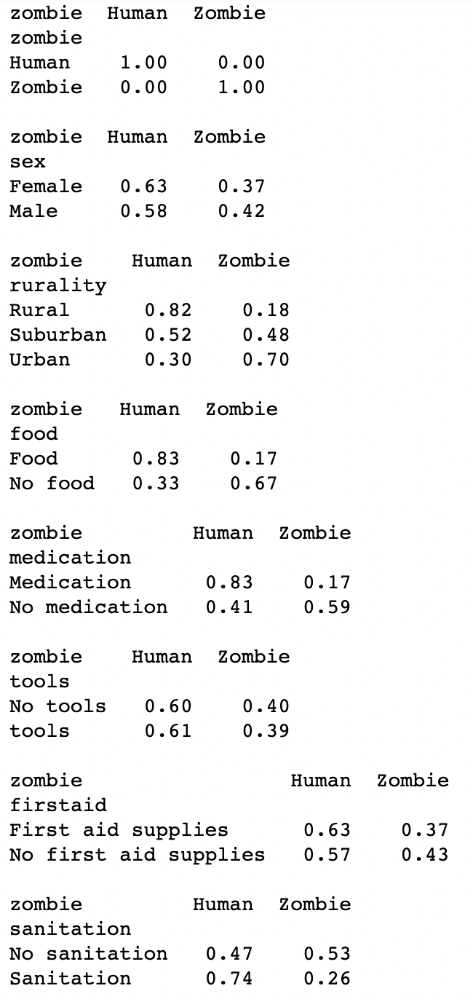 zombie  Human  Zombie
zombie
Human    1.00    0.00
Zombie   0.00    1.00

zombie  Human  Zombie
sex
Female   0.63    0.37
Male     0.58    0.42

zombie    Human  Zombie
rurality
Rural      0.82    0.18
Suburban   0.52    0.48
Urban      0.30    0.70

zombie   Human  Zombie
food
Food      0.83    0.17
No food   0.33    0.67

zombie         Human  Zombie
medication
Medication      0.83    0.17
No medication   0.41    0.59

zombie    Human  Zombie
tools
No tools   0.60    0.40
tools      0.61    0.39

zombie                 Human  Zombie
firstaid
First aid supplies      0.63    0.37
No first aid supplies   0.57    0.43

zombie         Human  Zombie
sanitation
No sanitation   0.47    0.53
Sanitation      0.74    0.26